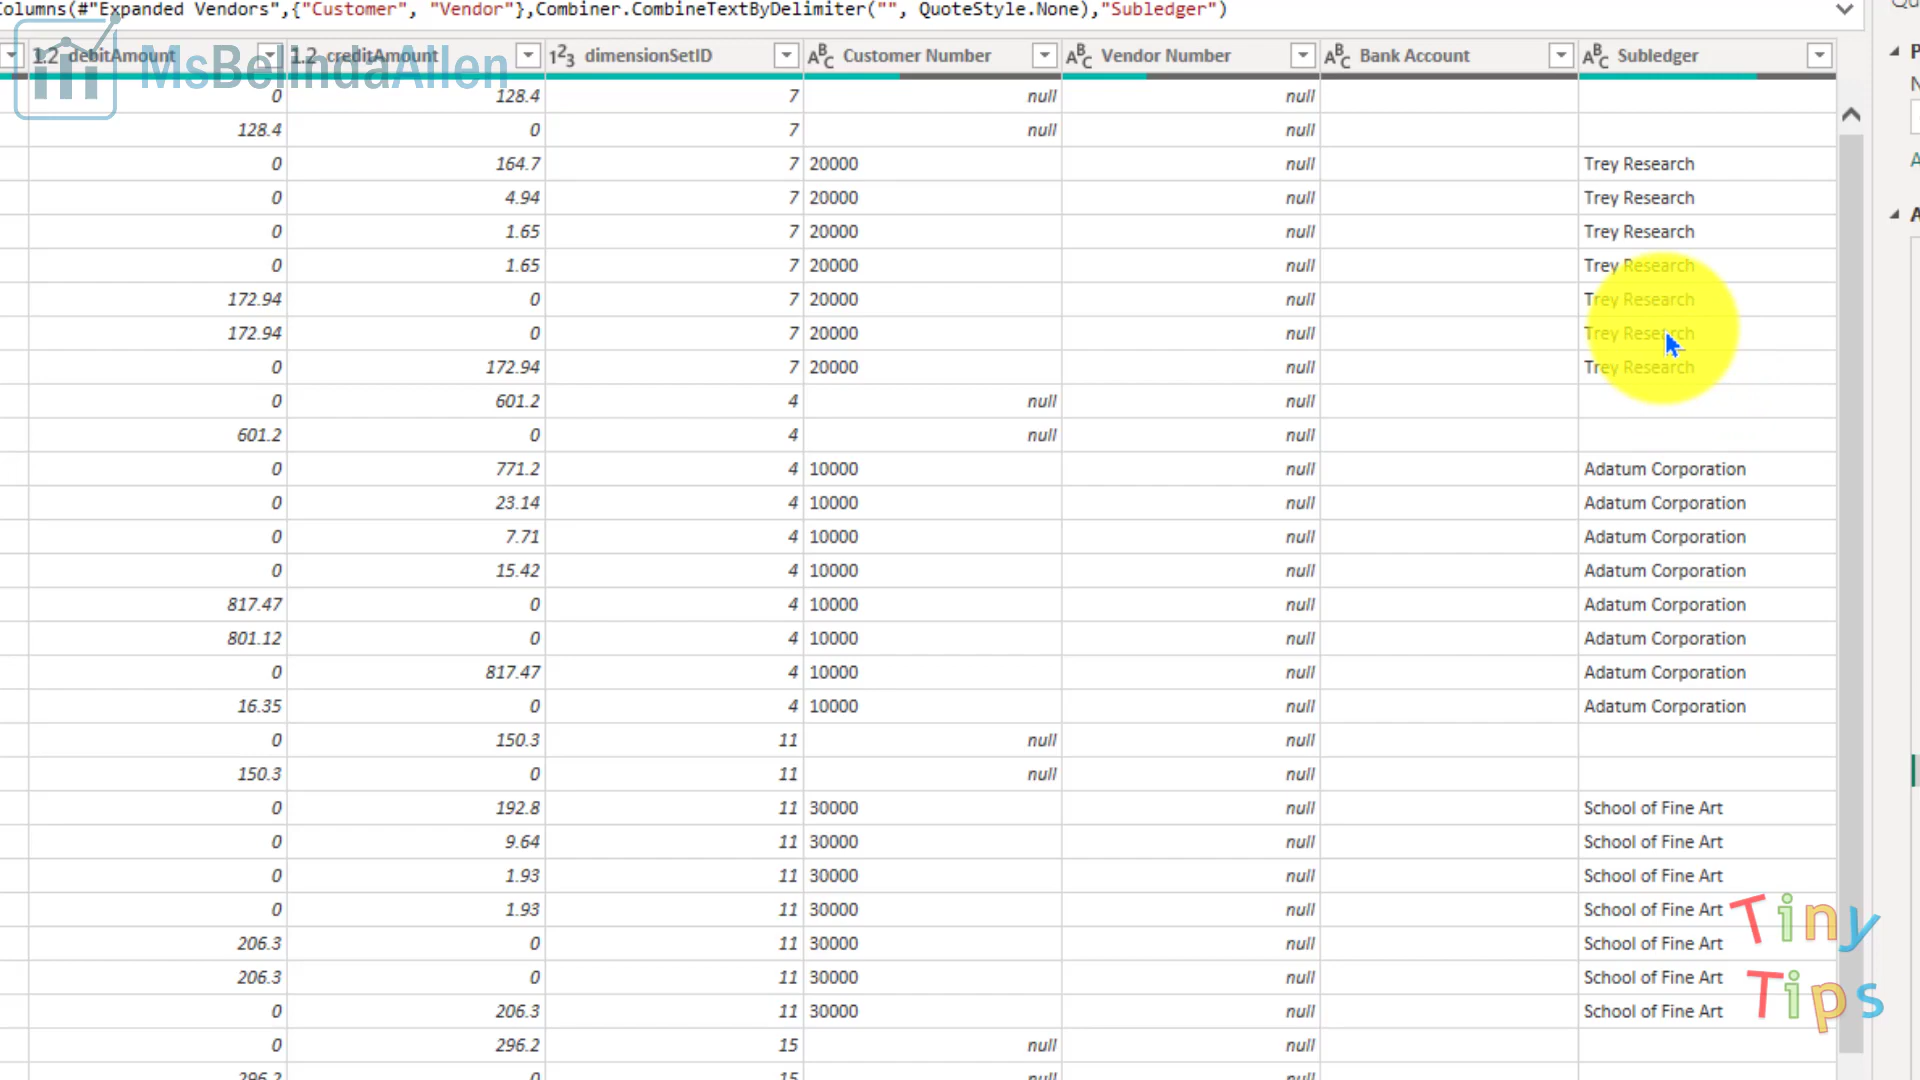 Columns(#"Expanded Vendors",{"Customer", "Vendor"},Combiner.CombineTextByDelimiter("", QuoteStyle.None),"Subledger")
MsBelindaAllen
1.2 debitAmount 1.2 creditAmount 123 dimensionSetID ABC Customer Number ABC Vendor Number ABC Bank Account ABC Subledger
0 128.4 7 null null
128.4 0 7 null null
0 164.7 7 20000 null Trey Research
0 4.94 7 20000 null Trey Research
0 1.65 7 20000 null Trey Research
0 1.65 7 20000 null Trey Research
172.94 0 7 20000 null Trey Research
172.94 0 7 20000 null Trey Research
0 172.94 7 20000 null Trey Research
0 601.2 4 null null
601.2 0 4 null null
0 771.2 4 10000 null Adatum Corporation
0 23.14 4 10000 null Adatum Corporation
0 7.71 4 10000 null Adatum Corporation
0 15.42 4 10000 null Adatum Corporation
817.47 0 4 10000 null Adatum Corporation
801.12 0 4 10000 null Adatum Corporation
0 817.47 4 10000 null Adatum Corporation
16.35 0 4 10000 null Adatum Corporation
0 150.3 11 null null
150.3 0 11 null null
0 192.8 11 30000 null School of Fine Art
0 9.64 11 30000 null School of Fine Art
0 1.93 11 30000 null School of Fine Art
0 1.93 11 30000 null School of Fine Art
206.3 0 11 30000 null School of Fine Art
206.3 0 11 30000 null School of Fine Art
0 206.3 11 30000 null School of Fine Art
0 296.2 15 null null
296.2 0 15 null null
Tiny
Tips